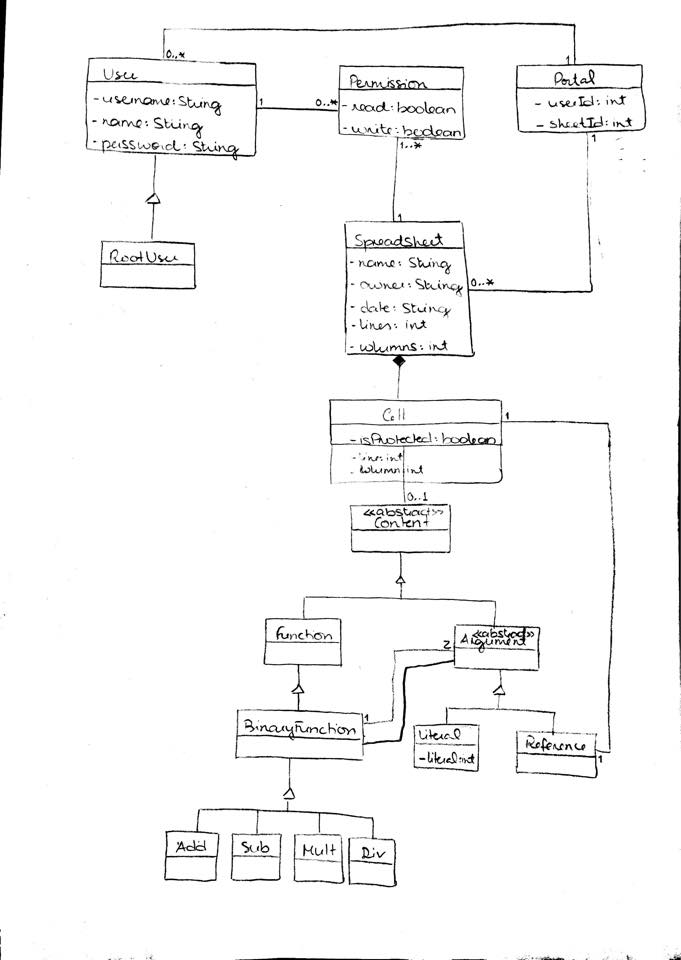 0..*
1
User
- username: String
- name: String
- password: String
1
0..*
Permission
- read: boolean
- write: boolean
1..*
Portal
- userId: int
- sheetId: int
1
RootUser
1
Spreadsheet
- name: String
- owner: String
- date: String
- lines: int
- columns: int
0..*
Cell
- isProtected: boolean
- line: int
- column: int
1
0..1
<<abstract>>
Content
Function
<<abstract>>
Argument
2
1
BinaryFunction
Literal
- literal: int
Reference
1
Add
Sub
Mult
Div